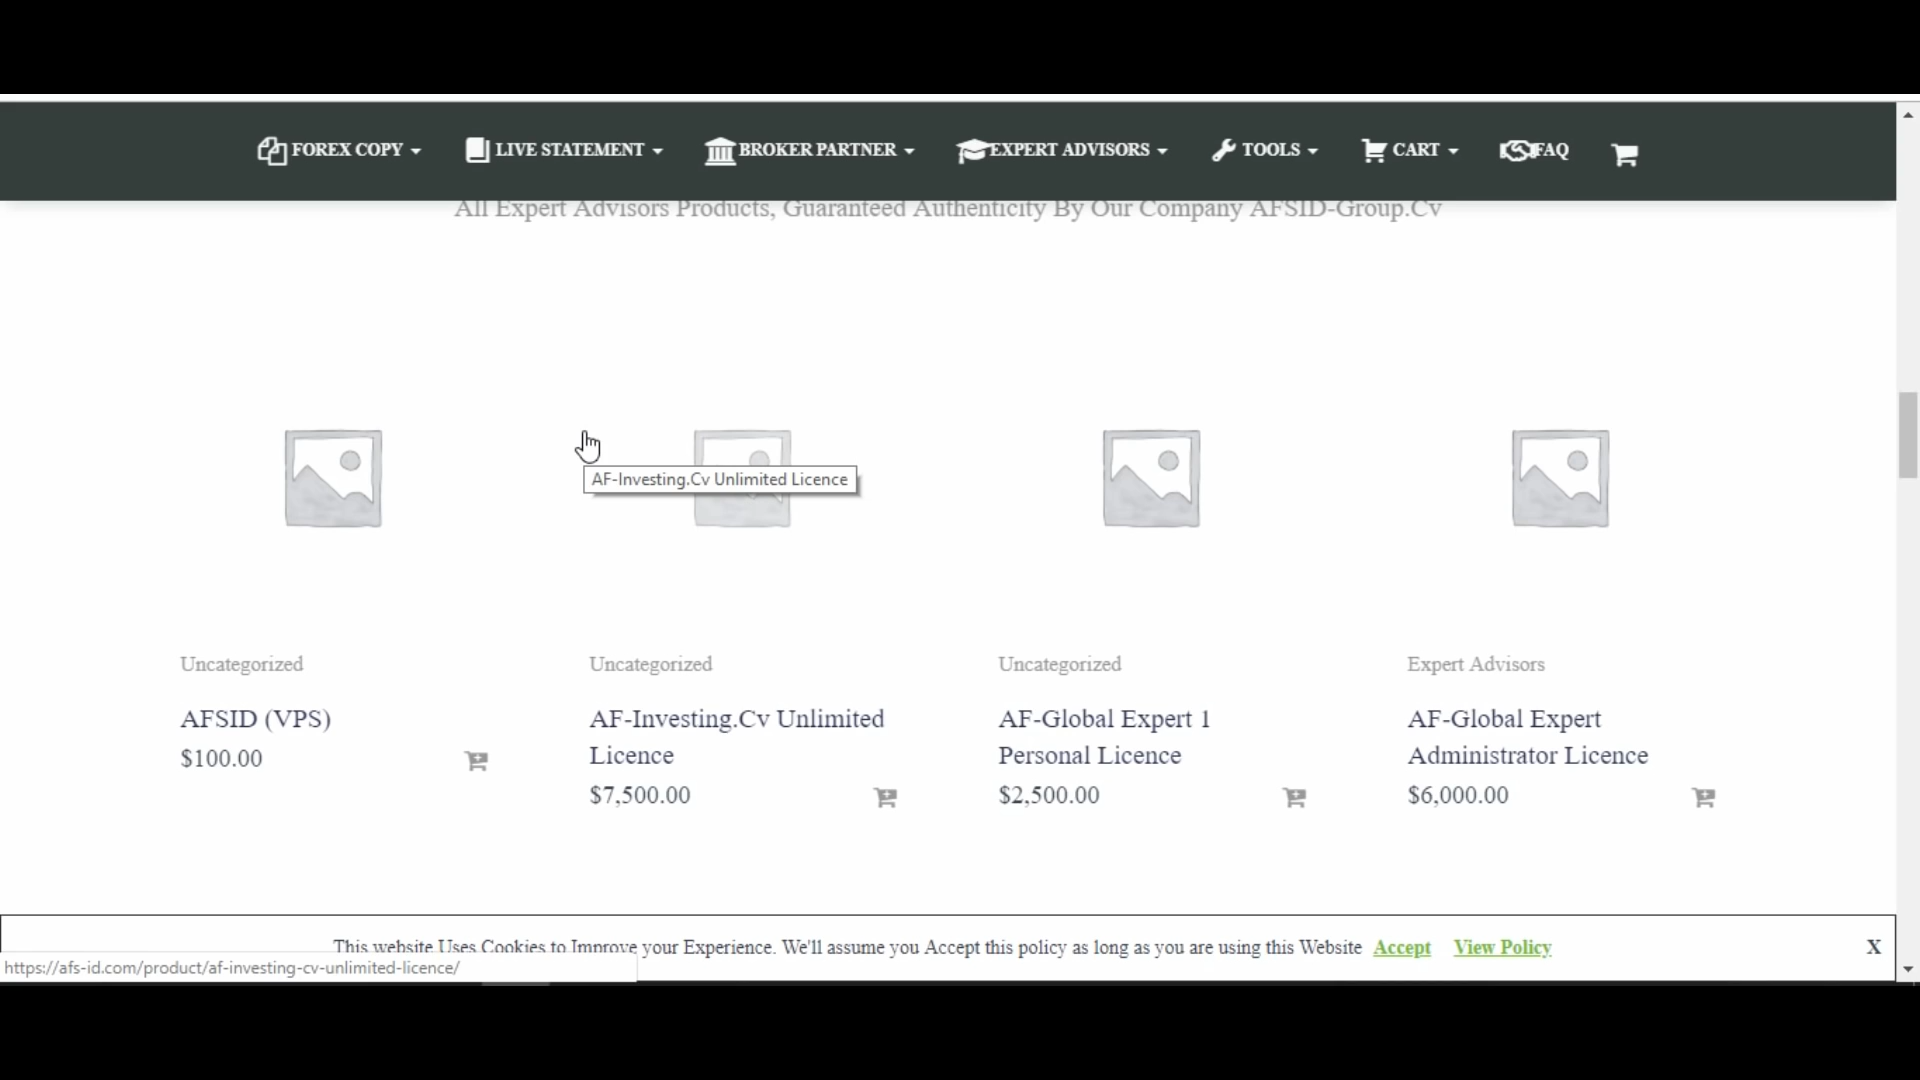 FOREX COPY
LIVE STATEMENT
BROKER PARTNER
EXPERT ADVISORS
TOOLS
CART
FAQ
All Expert Advisors Products, Guaranteed Authenticity By Our Company AFSID-Group.Cv
AF-Investing.Cv Unlimited Licence
Uncategorized
AFSID (VPS)
$100.00
Uncategorized
AF-Investing.Cv Unlimited
Licence
$7,500.00
Uncategorized
AF-Global Expert 1
Personal Licence
$2,500.00
Expert Advisors
AF-Global Expert
Administrator Licence
$6,000.00
This website Uses Cookies to Improve your Experience. We'll assume you Accept this policy as long as you are using this Website Accept View Policy X
https://afs-id.com/product/af-investing-cv-unlimited-licence/